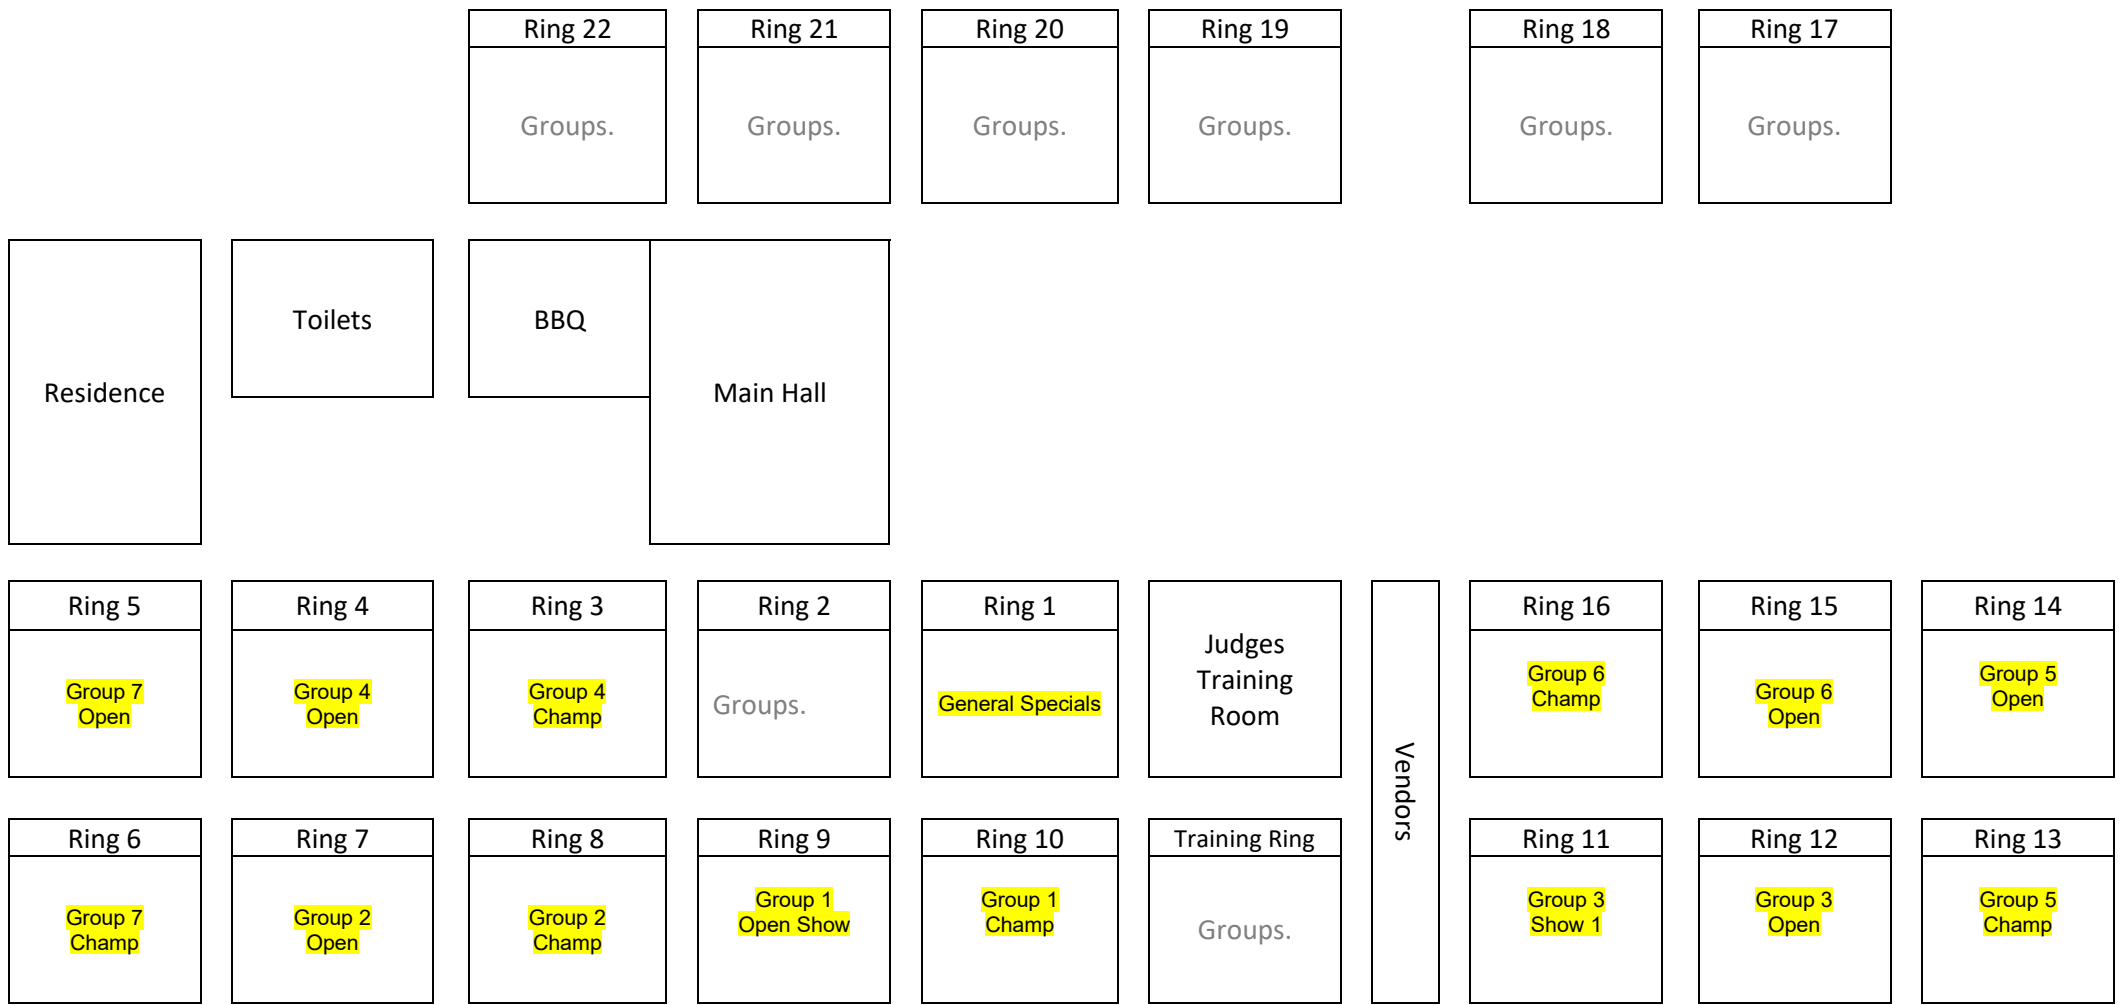 Ring 22
Ring 21
Ring 20
Ring 19
Ring 18
Ring 17
Groups.
Groups.
Groups.
Groups.
Groups.
Groups.
Residence
Toilets
BBQ
Main Hall
Ring 5
Ring 4
Ring 3
Ring 2
Ring 1
Judges
Training
Room
Vendors
Ring 16
Ring 15
Ring 14
Group 7
Open
Group 4
Open
Group 4
Champ
Groups.
General Specials
Group 6
Champ
Group 6
Open
Group 5
Open
Ring 6
Ring 7
Ring 8
Ring 9
Ring 10
Training Ring
Ring 11
Ring 12
Ring 13
Group 7
Champ
Group 2
Open
Group 2
Champ
Group 1
Open Show
Group 1
Champ
Groups.
Group 3
Show 1
Group 3
Open
Group 5
Champ